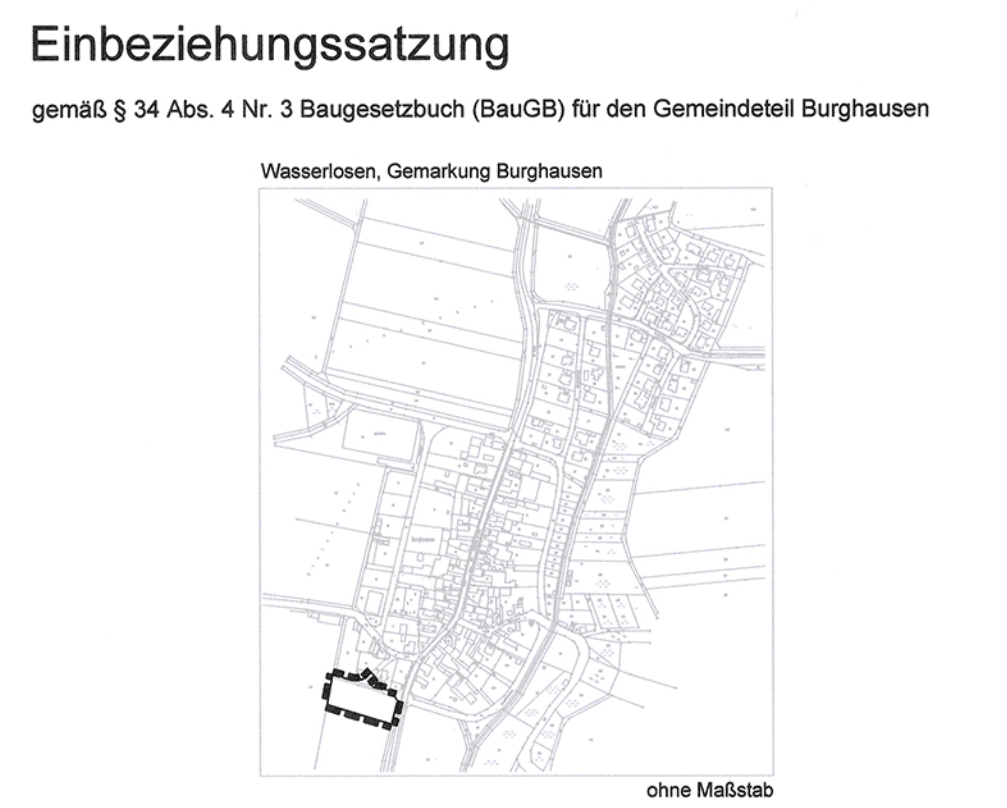 Einbeziehungssatzung
gemäß § 34 Abs. 4 Nr. 3 Baugesetzbuch (BauGB) für den Gemeindeteil Burghausen
Wasserlosen, Gemarkung Burghausen
ohne Maßstab